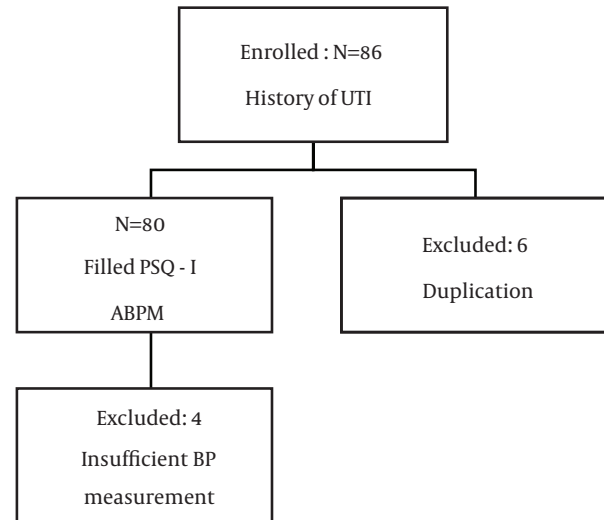 Enrolled : N=86
History of UTI
N=80
Filled PSQ - I
ABPM
Excluded: 6
Duplication
Excluded: 4
Insufficient BP
measurement